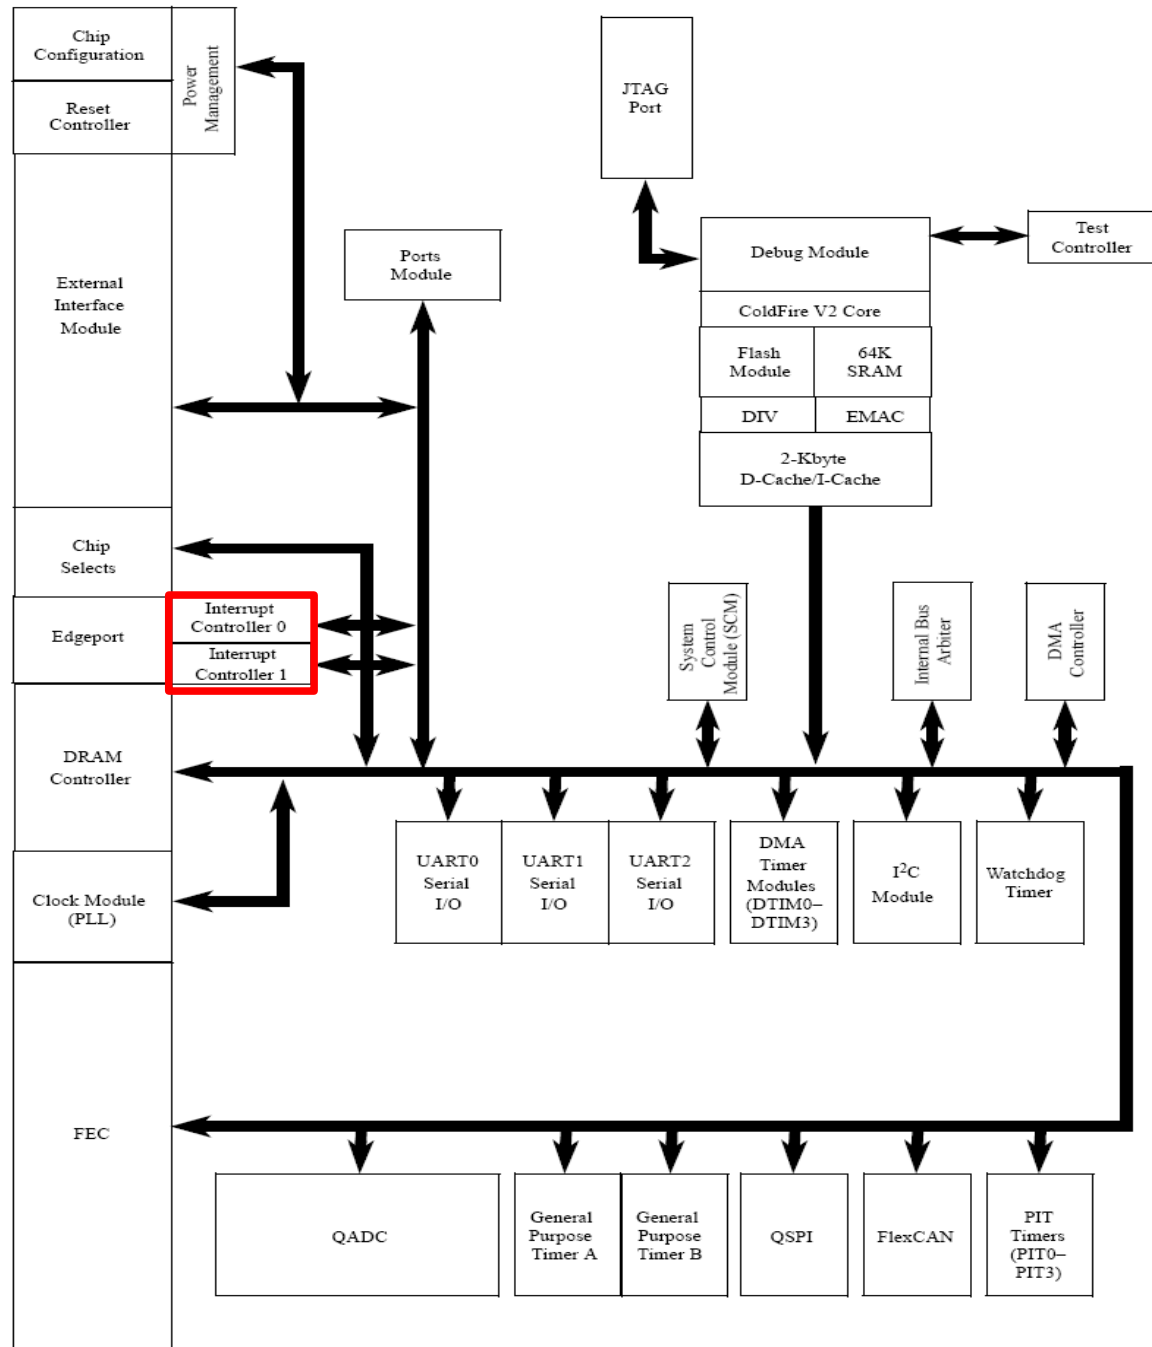 Chip
Configuration
Power
Management
Reset
Controller
JTAG
Port
External
Interface
Module
Ports
Module
Debug Module
Test
Controller
ColdFire V2 Core
Flash
Module
64K
SRAM
DIV
EMAC
2-Kbyte
D-Cache/I-Cache
Chip
Selects
Edgeport
Interrupt
Controller 0
Interrupt
Controller 1
System
Control
Module (SCM)
Internal Bus
Arbiter
DMA
Controller
DRAM
Controller
Clock Module
(PLL)
UART0
Serial
I/O
UART1
Serial
I/O
UART2
Serial
I/O
DMA
Timer
Modules
(DTIM0–
DTIM3)
I²C
Module
Watchdog
Timer
FEC
QADC
General
Purpose
Timer A
General
Purpose
Timer B
QSPI
FlexCAN
PIT
Timers
(PIT0–
PIT3)